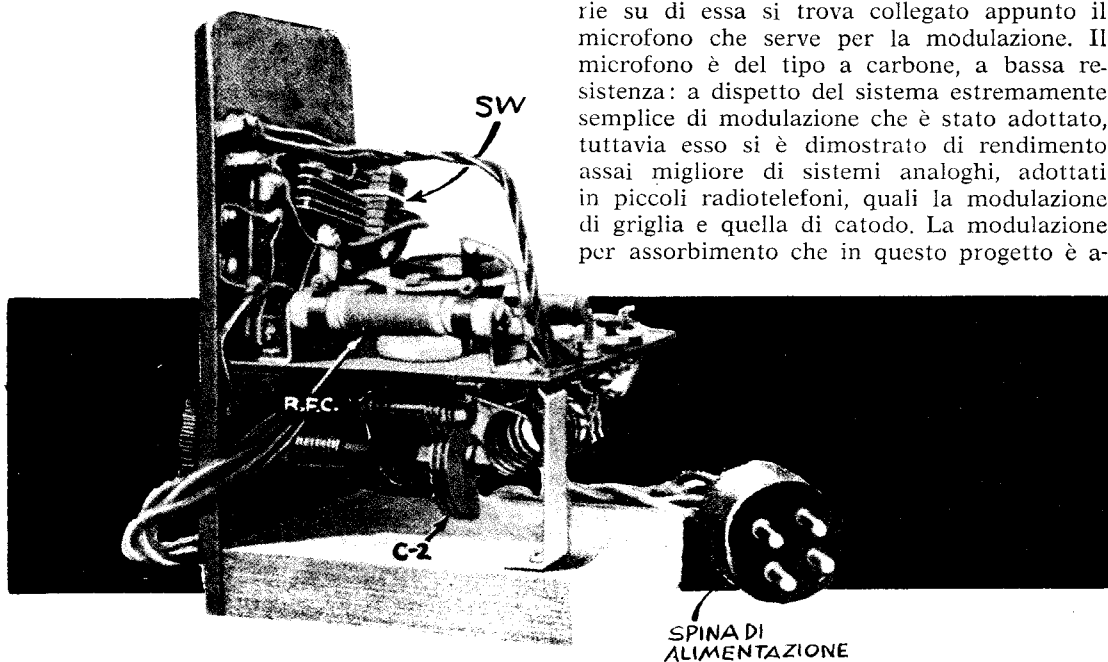 rie su di essa si trova collegato appunto il
microfono che serve per la modulazione. Il
microfono è del tipo a carbone, a bassa re-
sistenza: a dispetto del sistema estremamente
semplice di modulazione che è stato adottato,
tuttavia esso si è dimostrato di rendimento
assai migliore di sistemi analoghi, adottati
in piccoli radiotelefoni, quali la modulazione
di griglia e quella di catodo. La modulazione
per assorbimento che in questo progetto è a-
SW
R.F.C.
C-2
SPINA DI
ALIMENTAZIONE